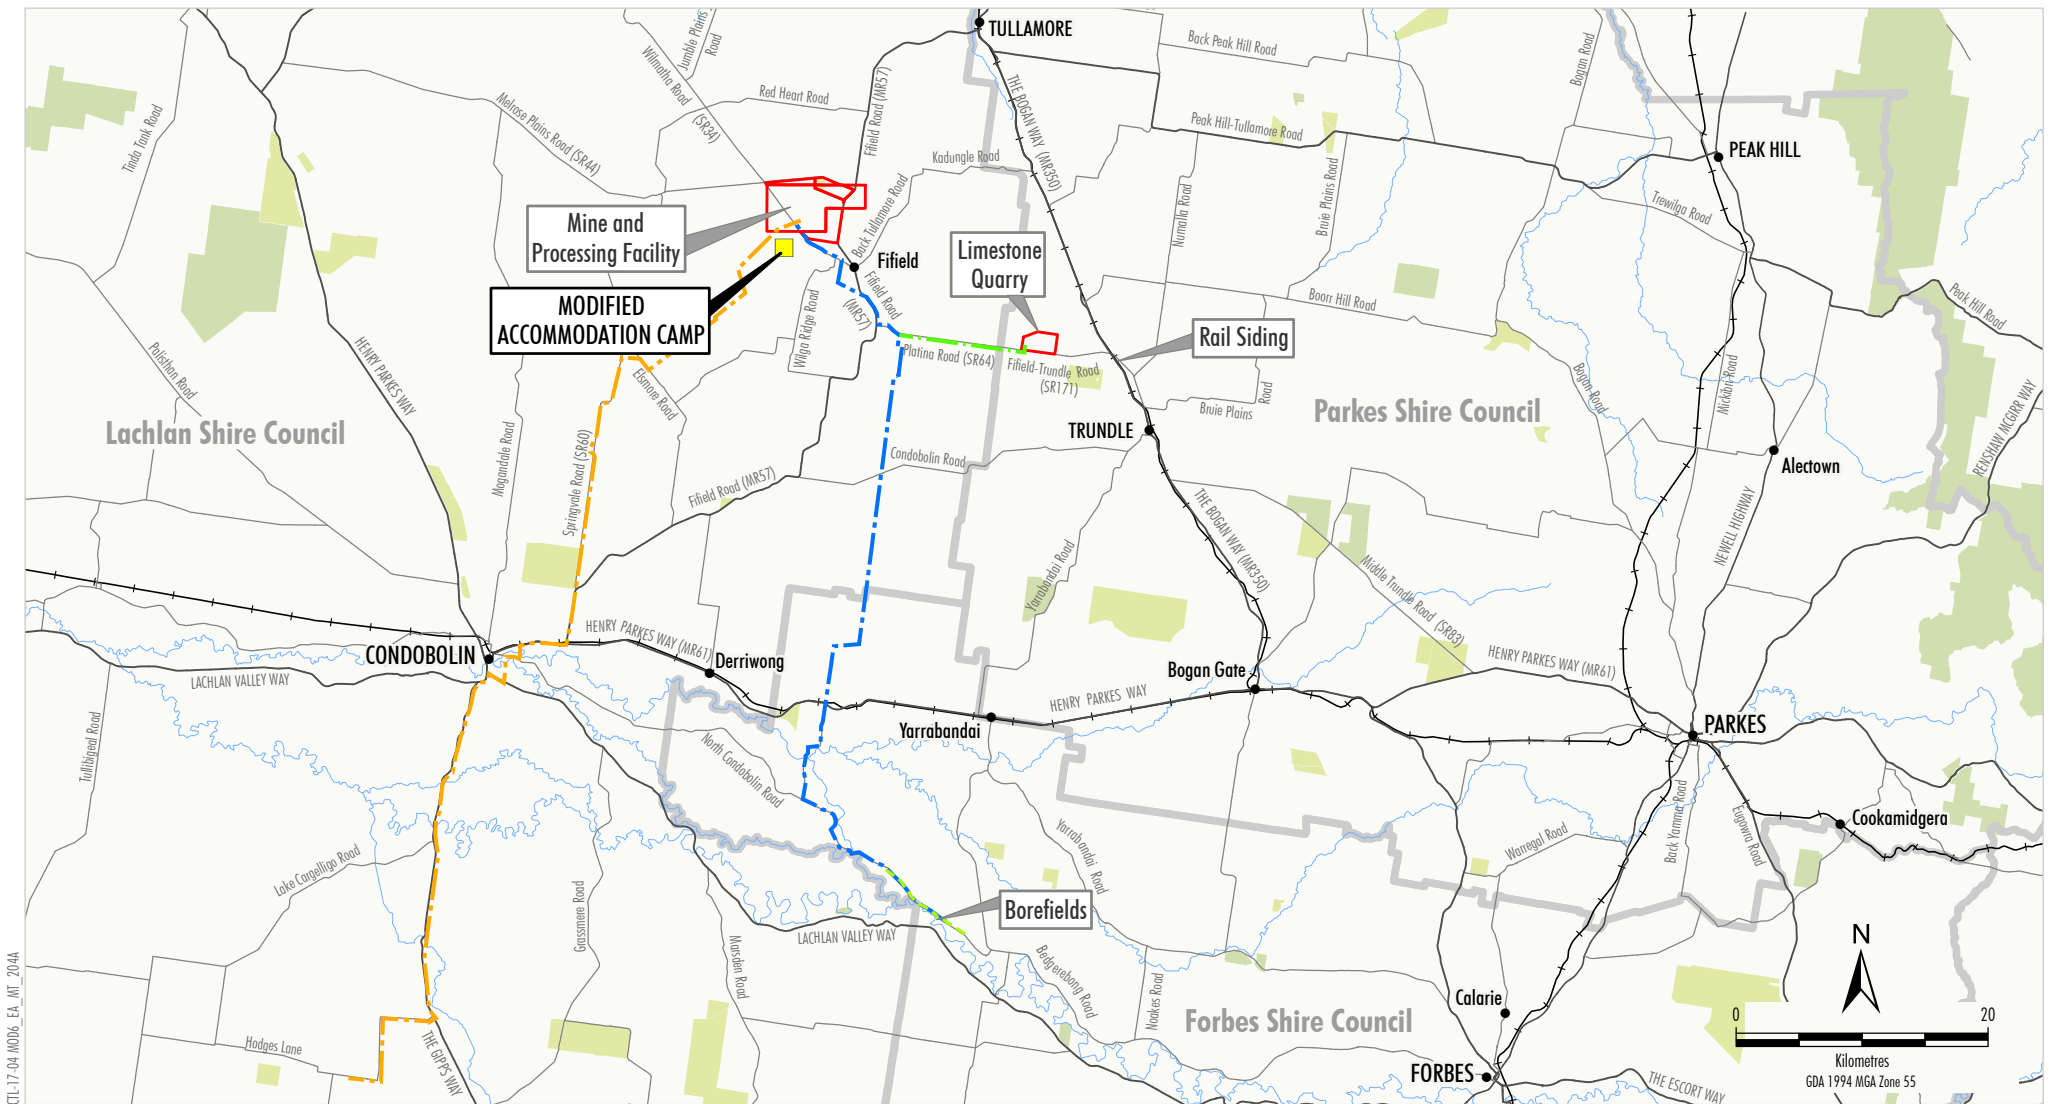 TULLAMORE
Jumble Plains
Road
Wilmatha Road
(SR34)
Back Peak Hill Road
Bogan Road
Tinda Tank Road
Melrose Plains Road (SR44)
Red Heart Road
Fifield Road (MR57)
THE BOGAN WAY (MR350)
Peak Hill-Tullamore Road
PEAK HILL
Kadungle Road
Back Tullamore Road
Numalla Road
Bruie Plains Road
Trewilga Road
Mine and
Processing Facility
Fifield
Limestone
Quarry
MODIFIED
ACCOMMODATION CAMP
Fifield Road
(MR57)
Wilga Ridge Road
Boorr Hill Road
Peak Hill Road
Rail Siding
Platina Road (SR64)
Fifield-Trundle Road
(SR171)
Palisthan Road
HENRY PARKES WAY
Elsmore Road
Bogan Road
Mickibri Road
Bruie Plains
Road
RENSHAW MCGIRR WAY
Lachlan Shire Council
Parkes Shire Council
TRUNDLE
Mogandale Road
Springvale Road (SR60)
Fifield Road (MR57)
Condobolin Road
Alectown
THE BOGAN WAY (MR350)
NEWELL HIGHWAY
Yarrabandai Road
Middle Trundle Road (SR83)
HENRY PARKES WAY (MR61)
CONDOBOLIN
Derriwong
LACHLAN VALLEY WAY
Bogan Gate
HENRY PARKES WAY (MR61)
HENRY PARKES WAY
Yarrabandai
PARKES
Tullibigeal Road
North Condobolin Road
Yarrabandai Road
Warregal Road
Back Yamma Road
Eugowra Road
Cookamidgera
Lake Cargelligo Road
Grassmere Road
Marsden Road
Borefields
LACHLAN VALLEY WAY
Bedgerebong Road
Noakes Road
N
Calarie
Forbes Shire Council
0
20
Kilometres
GDA 1994 MGA Zone 55
Hodges Lane
THE GIPPS WAY
FORBES
THE ESCORT WAY
CTL-17-04 MOD6_EA_MT_204A